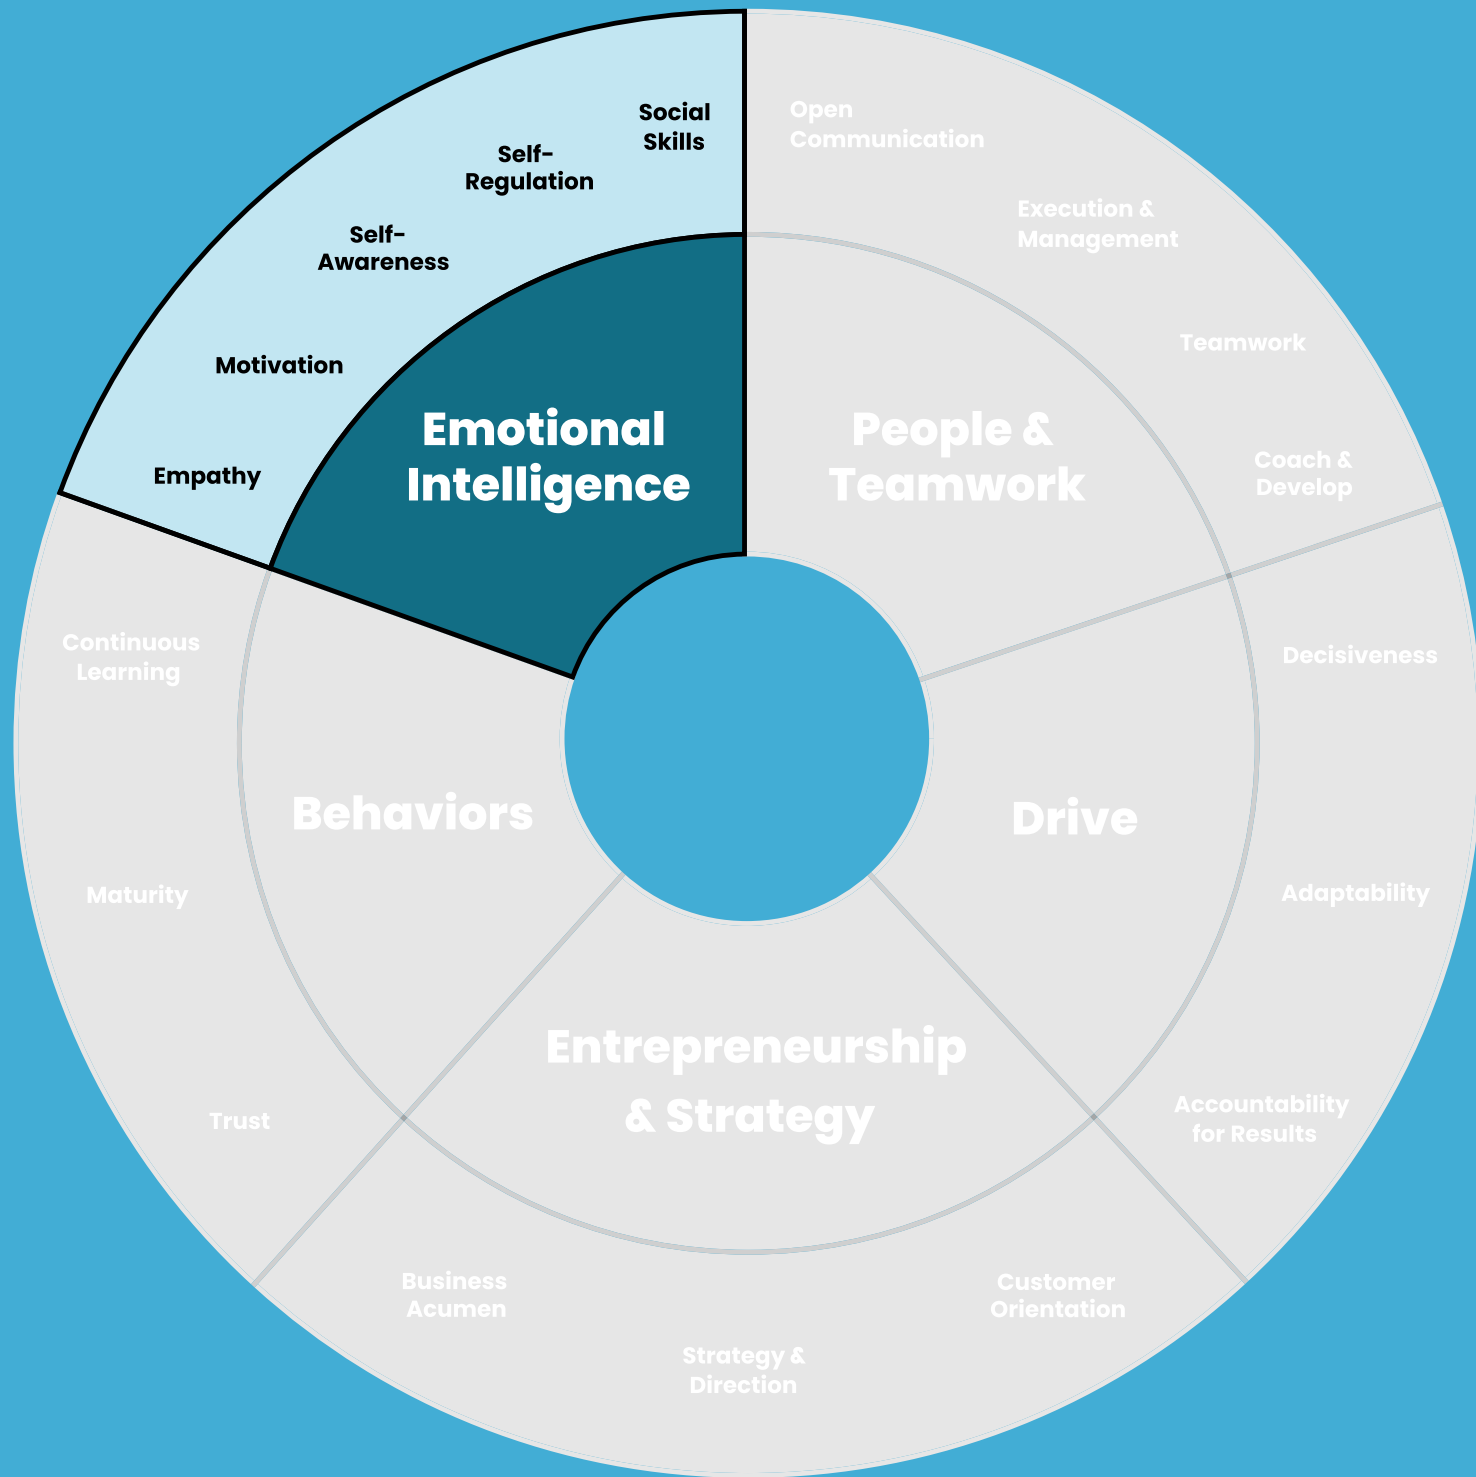 Social
Skills
Self-
Regulation
Self-
Awareness
Motivation
Empathy
Emotional
Intelligence
Open
Communication
Execution &
Management
Teamwork
Coach &
Develop
People &
Teamwork
Decisiveness
Adaptability
Accountability
for Results
Drive
Entrepreneurship
& Strategy
Customer
Orientation
Strategy &
Direction
Business
Acumen
Behaviors
Continuous
Learning
Maturity
Trust